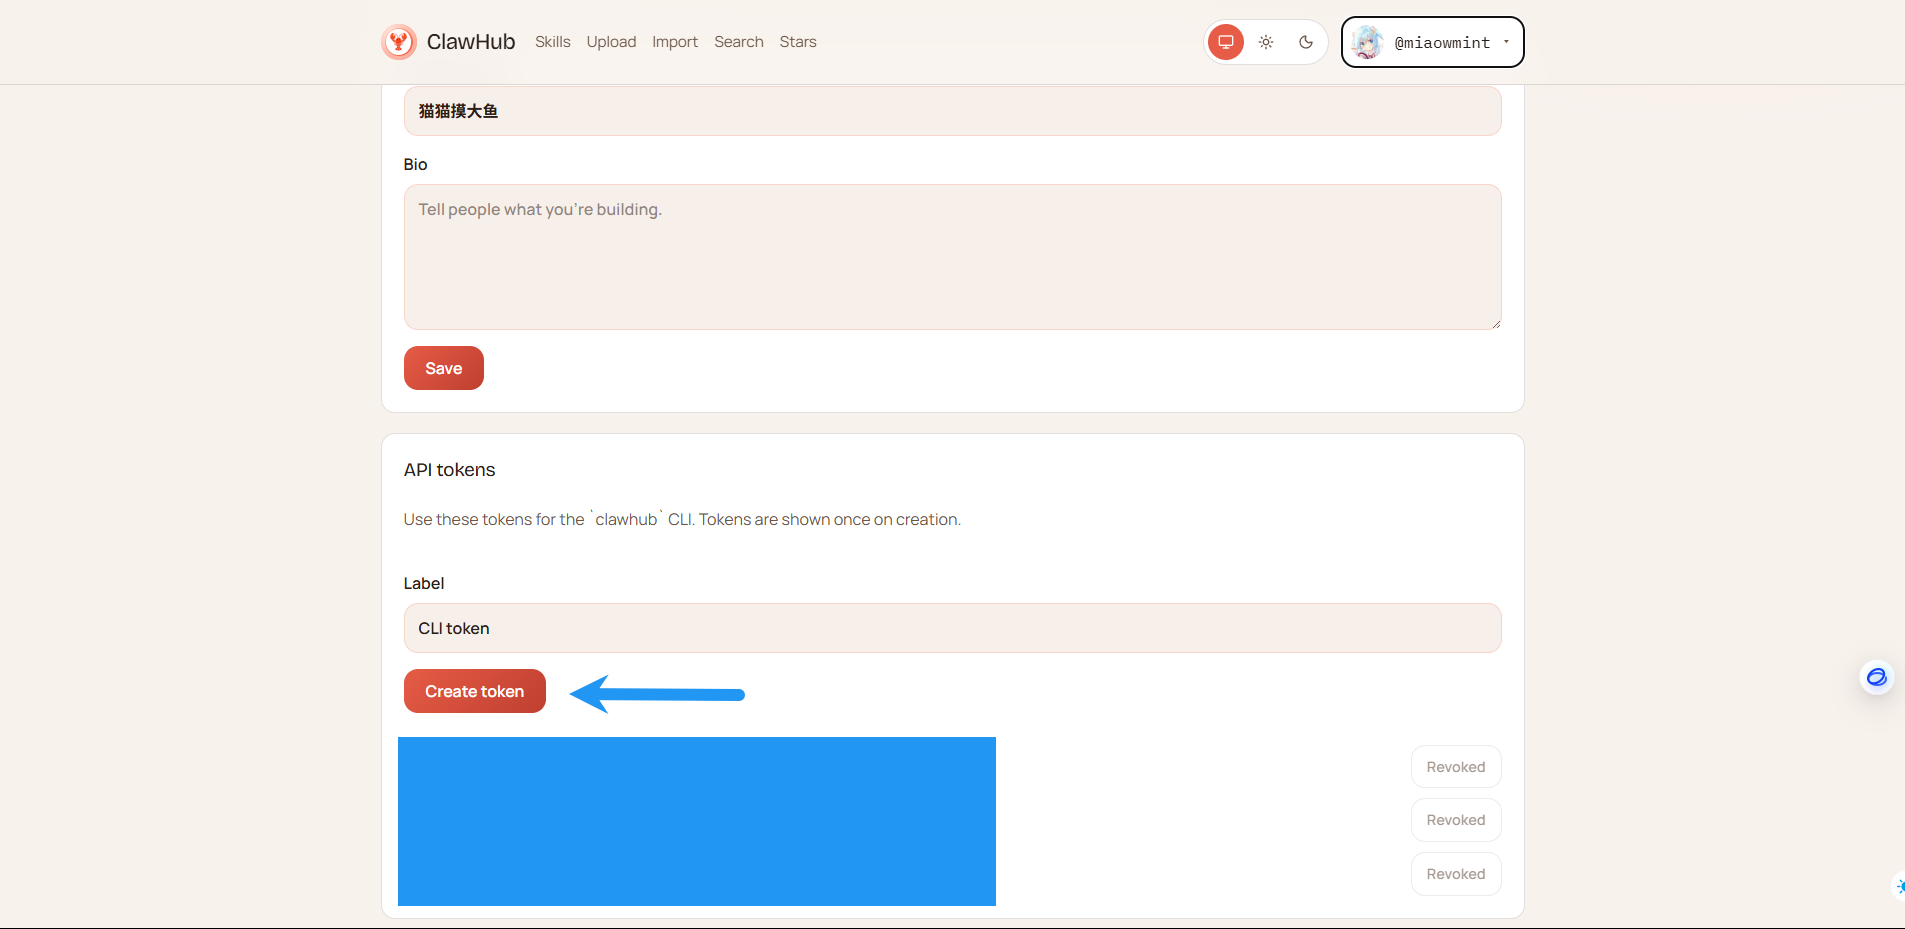 ClawHub Skills Upload Import Search Stars @miaowmint
猫猫摸大鱼
Bio
Tell people what you're building.
Save
API tokens
Use these tokens for the `clawhub` CLI. Tokens are shown once on creation.
Label
CLI token
Create token
Revoked
Revoked
Revoked